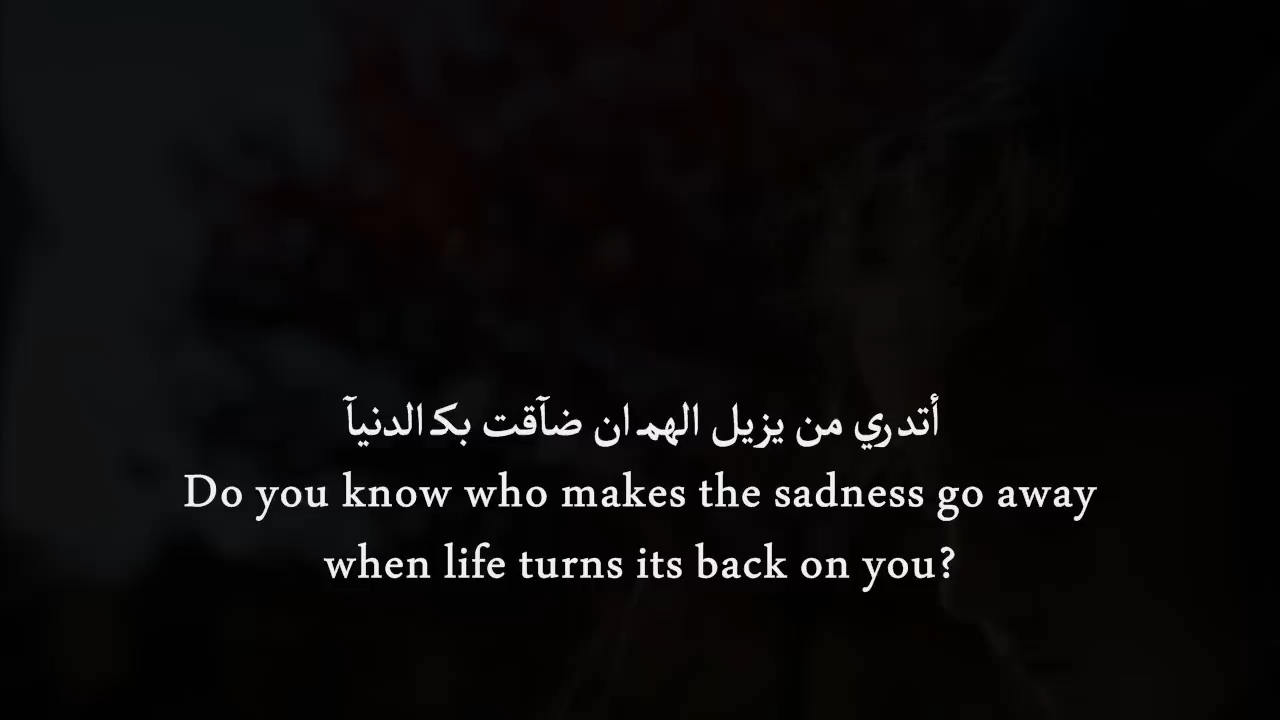 أتدري من يزيل الهم ان ضآقت بك الدنيآ
Do you know who makes the sadness go away
when life turns its back on you?